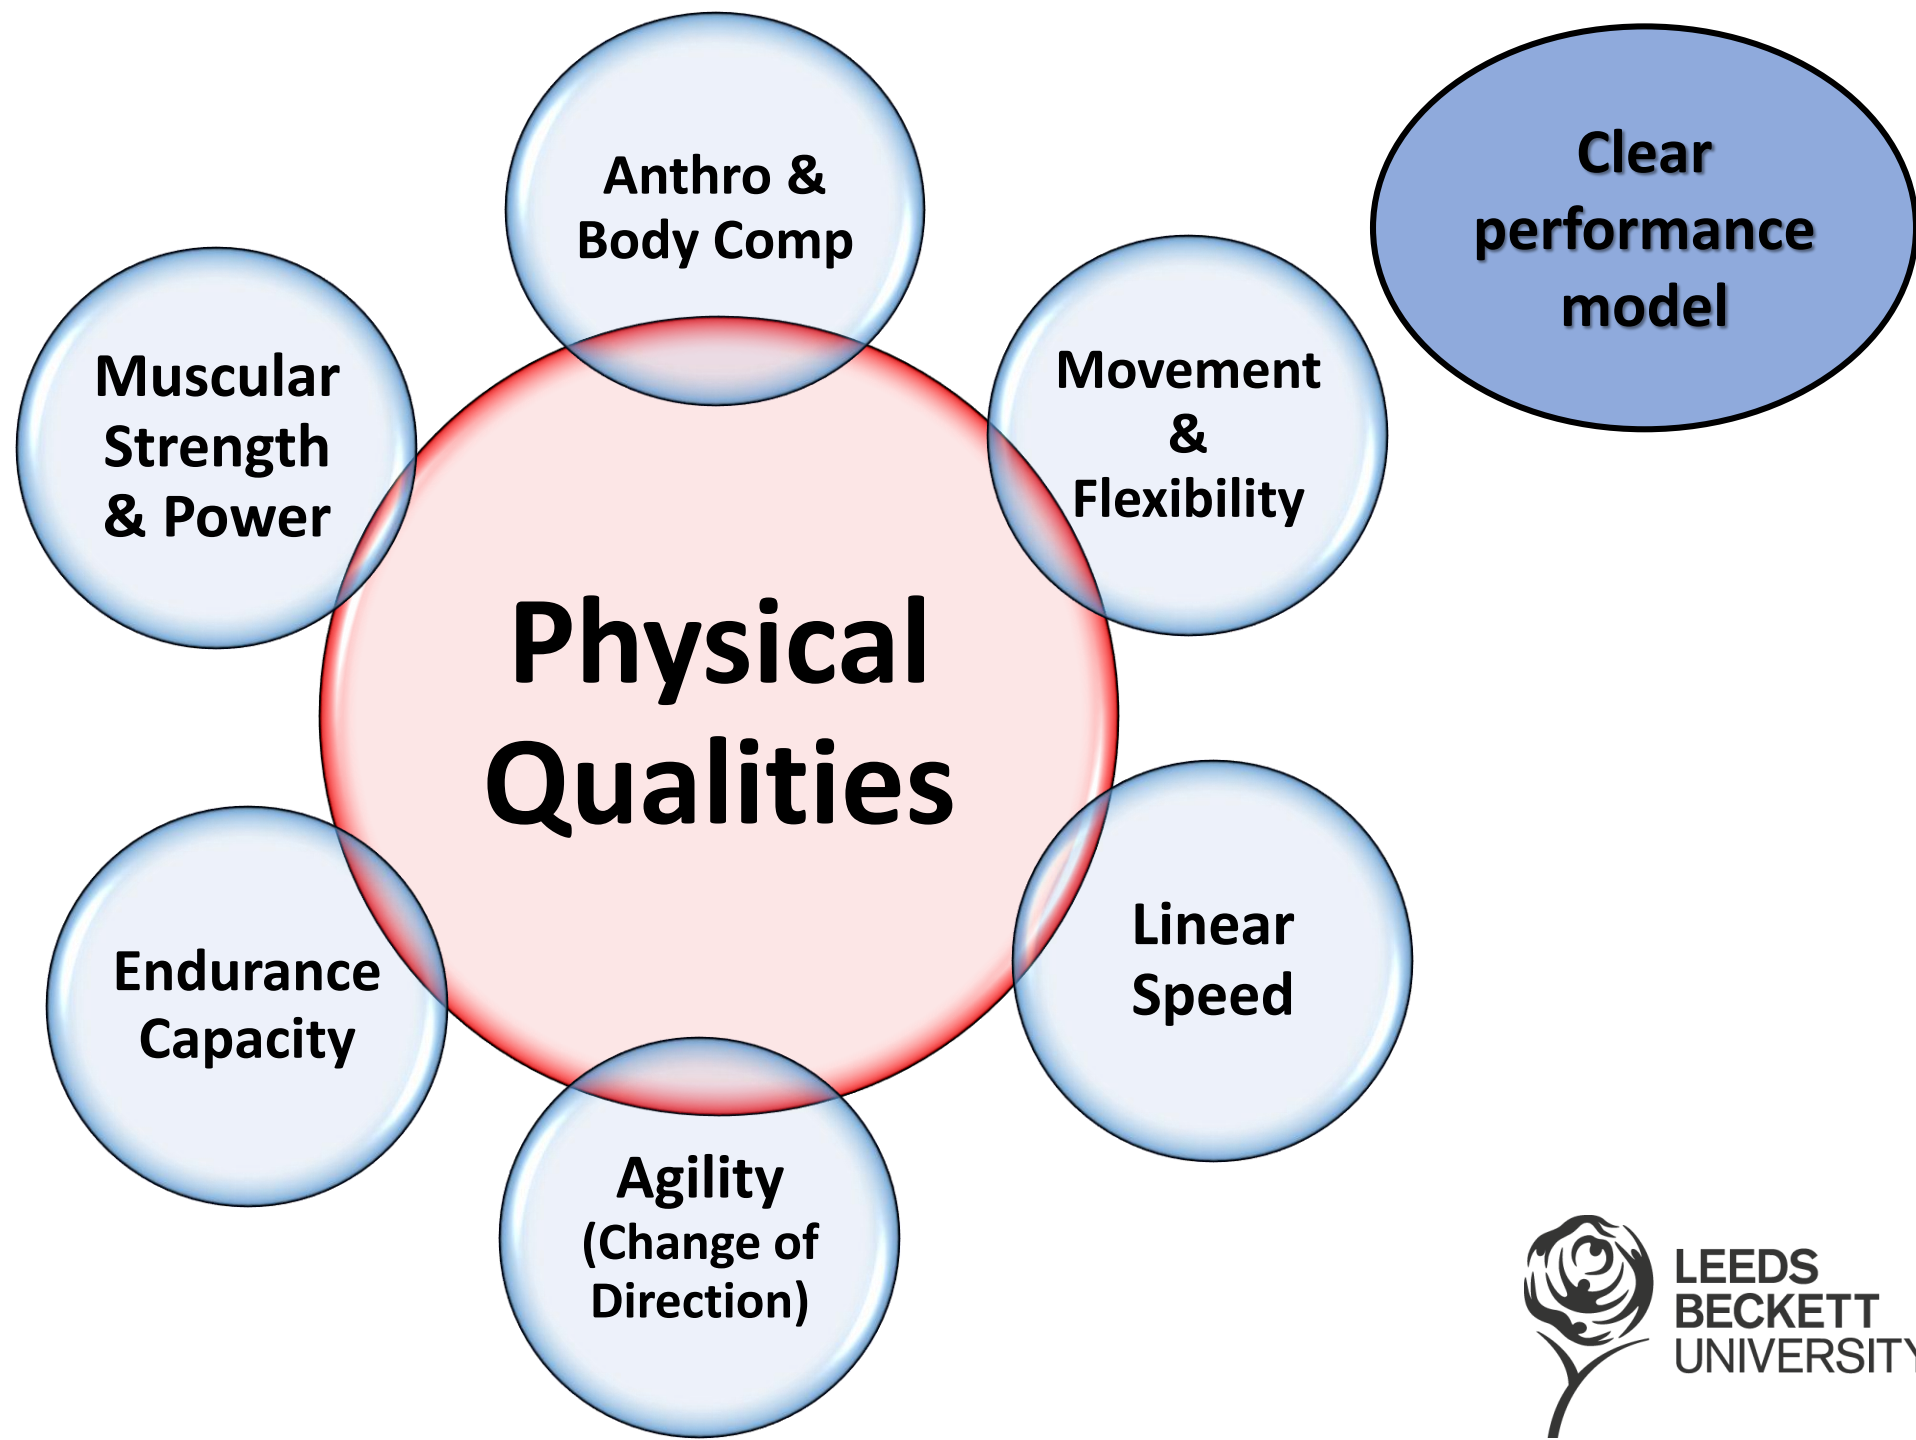 Anthro &
Body Comp
Clear
performance
model
Movement
&
Flexibility
Muscular
Strength
& Power
Physical
Qualities
Linear
Speed
Endurance
Capacity
Agility
(Change of
Direction)
LEEDS
BECKETT
UNIVERSITY